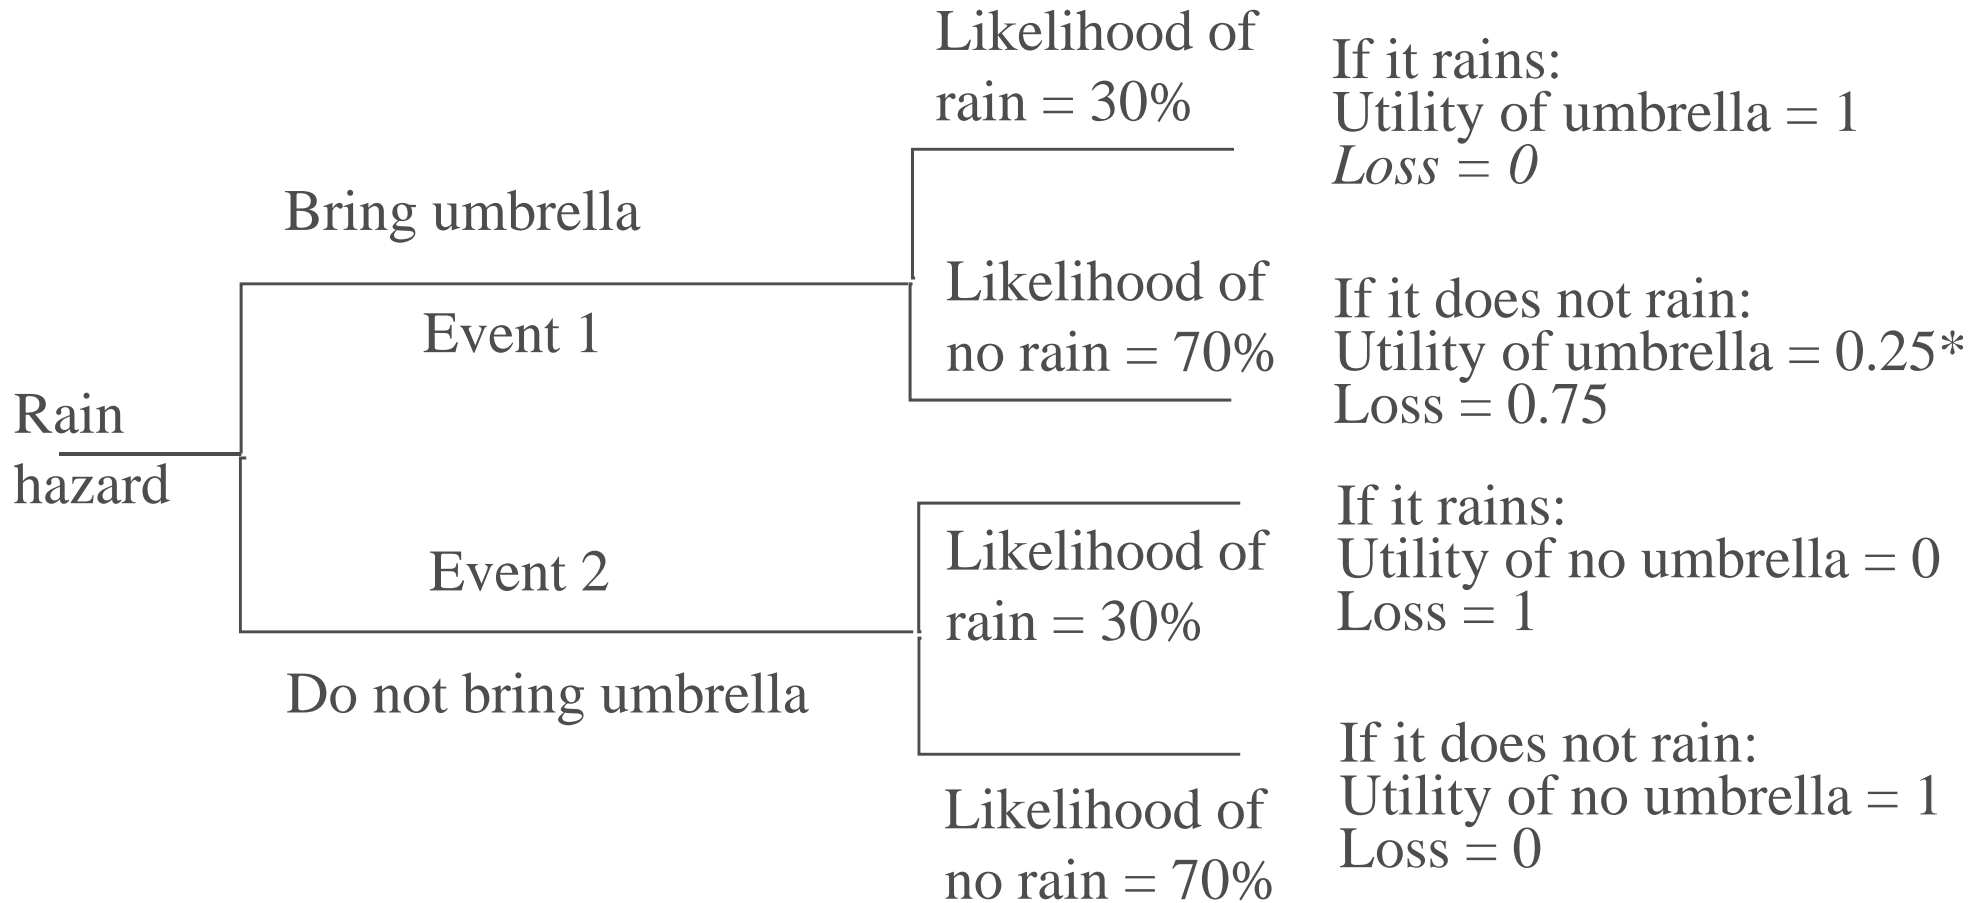 Rain
hazard
Bring umbrella
Event 1
Event 2
Do not bring umbrella
Likelihood of
rain = 30%
If it rains:
Utility of umbrella = 1
Loss = 0
Likelihood of
no rain = 70%
If it does not rain:
Utility of umbrella = 0.25*
Loss = 0.75
Likelihood of
rain = 30%
If it rains:
Utility of no umbrella = 0
Loss = 1
Likelihood of
no rain = 70%
If it does not rain:
Utility of no umbrella = 1
Loss = 0